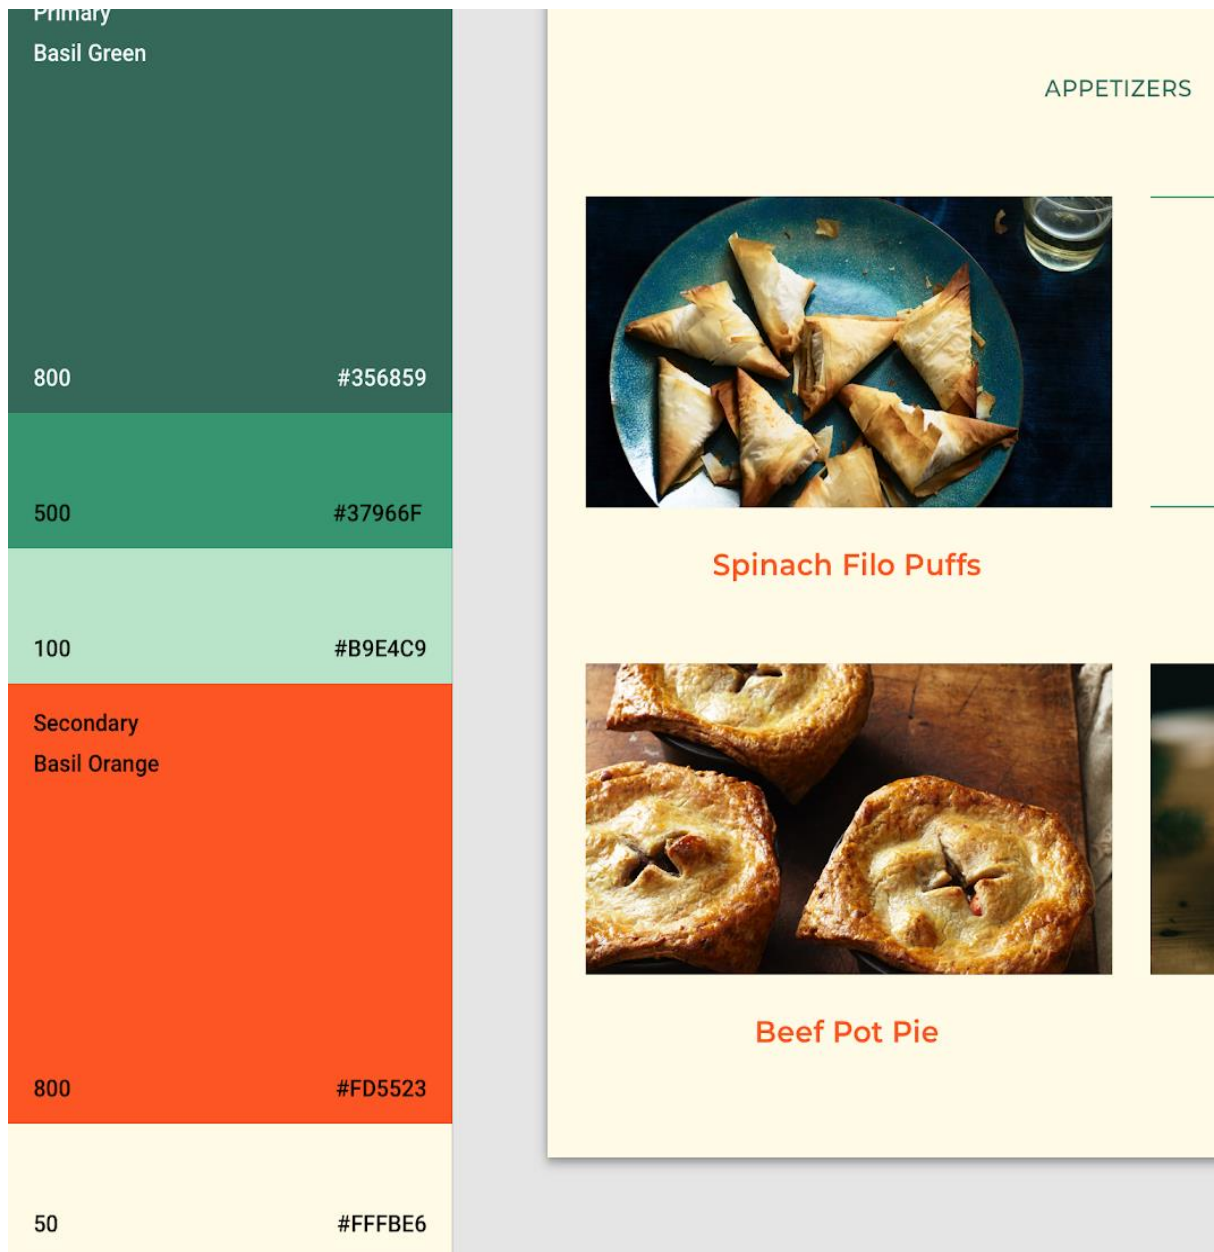 Primary
Basil Green
800 #356859
500 #37966F
100 #B9E4C9
Secondary
Basil Orange
800 #FD5523
50 #FFFBE6
APPETIZERS
Spinach Filo Puffs
Beef Pot Pie